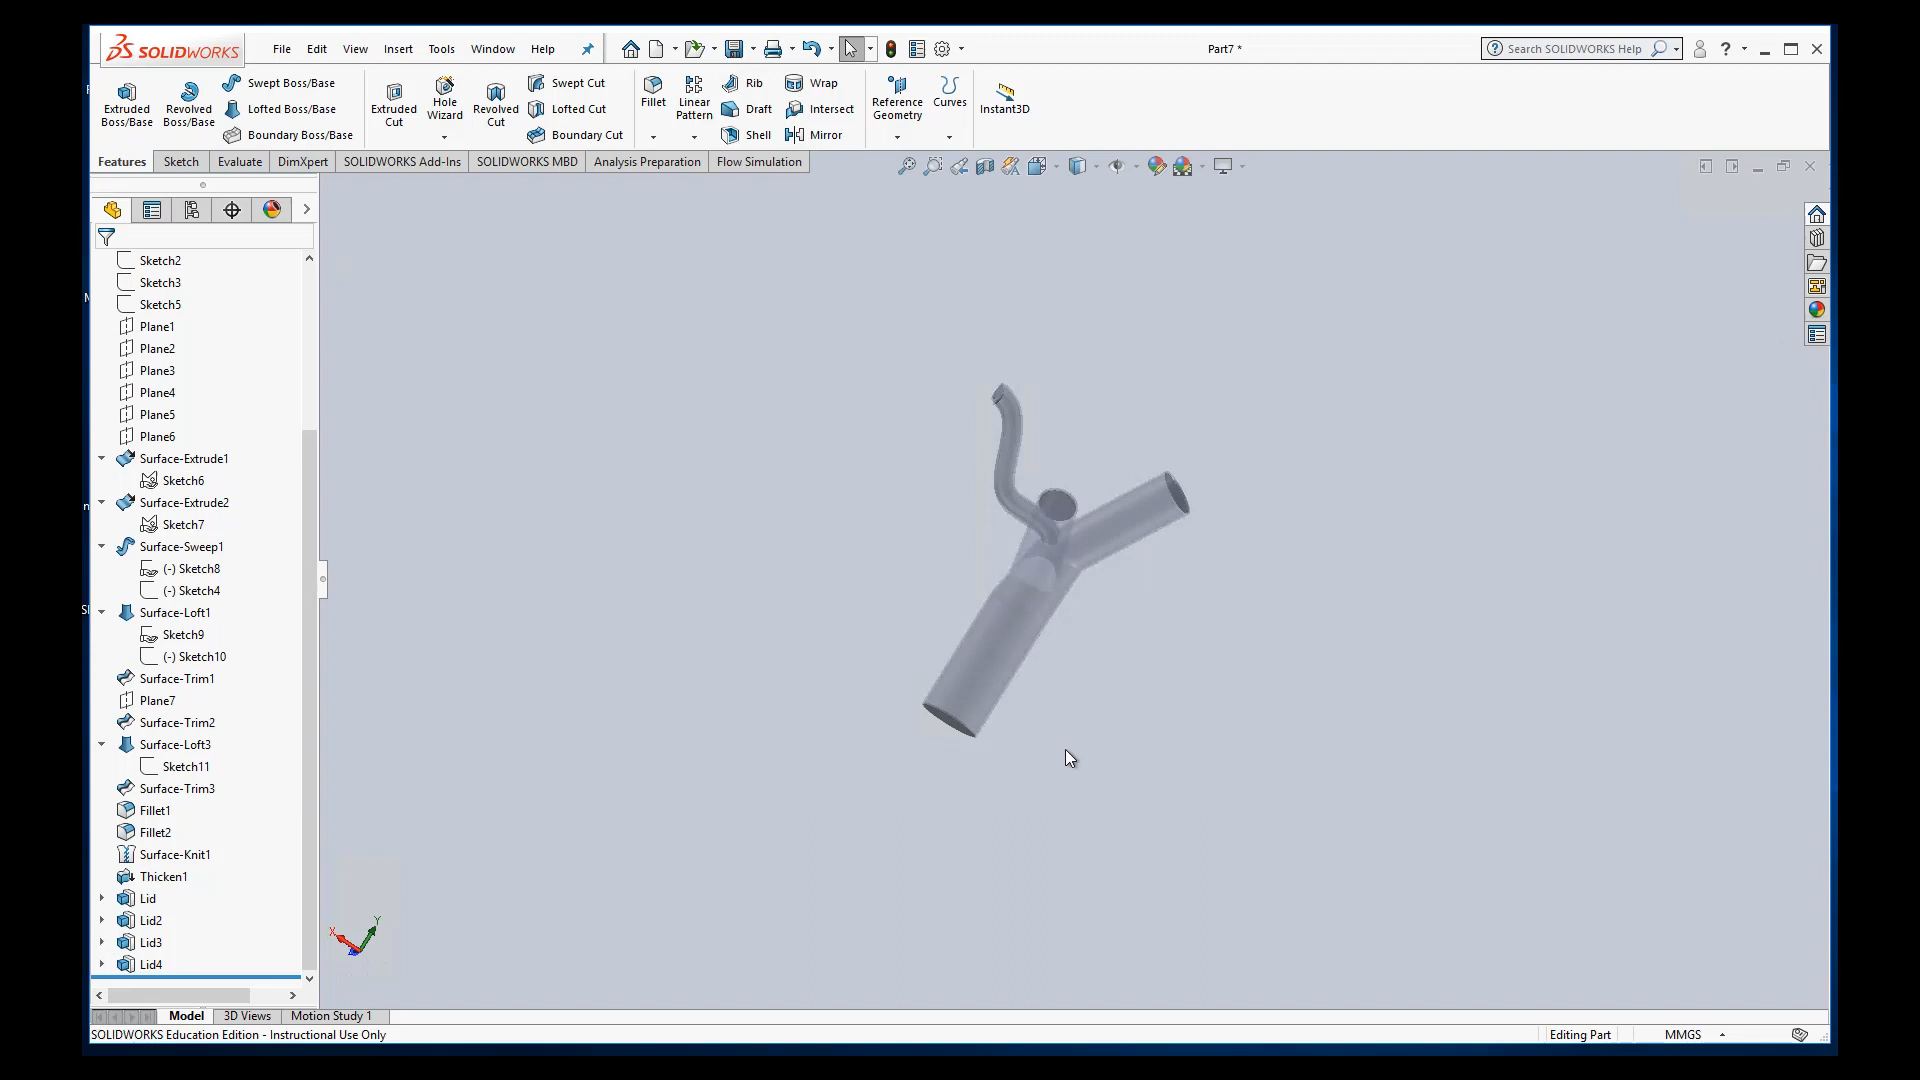 SOLIDWORKS File Edit View Insert Tools Window Help Part7 * Search SOLIDWORKS Help ?
Extruded Boss/Base
Revolved Boss/Base
Swept Boss/Base
Lofted Boss/Base
Boundary Boss/Base
Extruded Cut
Hole Wizard
Revolved Cut
Swept Cut
Lofted Cut
Boundary Cut
Fillet
Linear Pattern
Rib
Draft
Shell
Wrap
Intersect
Mirror
Reference Geometry
Curves
Instant3D
Features Sketch Evaluate DimXpert SOLIDWORKS Add-Ins SOLIDWORKS MBD Analysis Preparation Flow Simulation
Sketch2
Sketch3
Sketch5
Plane1
Plane2
Plane3
Plane4
Plane5
Plane6
Surface-Extrude1
Sketch6
Surface-Extrude2
Sketch7
Surface-Sweep1
(-) Sketch8
(-) Sketch4
Surface-Loft1
Sketch9
(-) Sketch10
Surface-Trim1
Plane7
Surface-Trim2
Surface-Loft3
Sketch11
Surface-Trim3
Fillet1
Fillet2
Surface-Knit1
Thicken1
Lid
Lid2
Lid3
Lid4
X Y
Model 3D Views Motion Study 1
SOLIDWORKS Education Edition - Instructional Use Only Editing Part MMGS